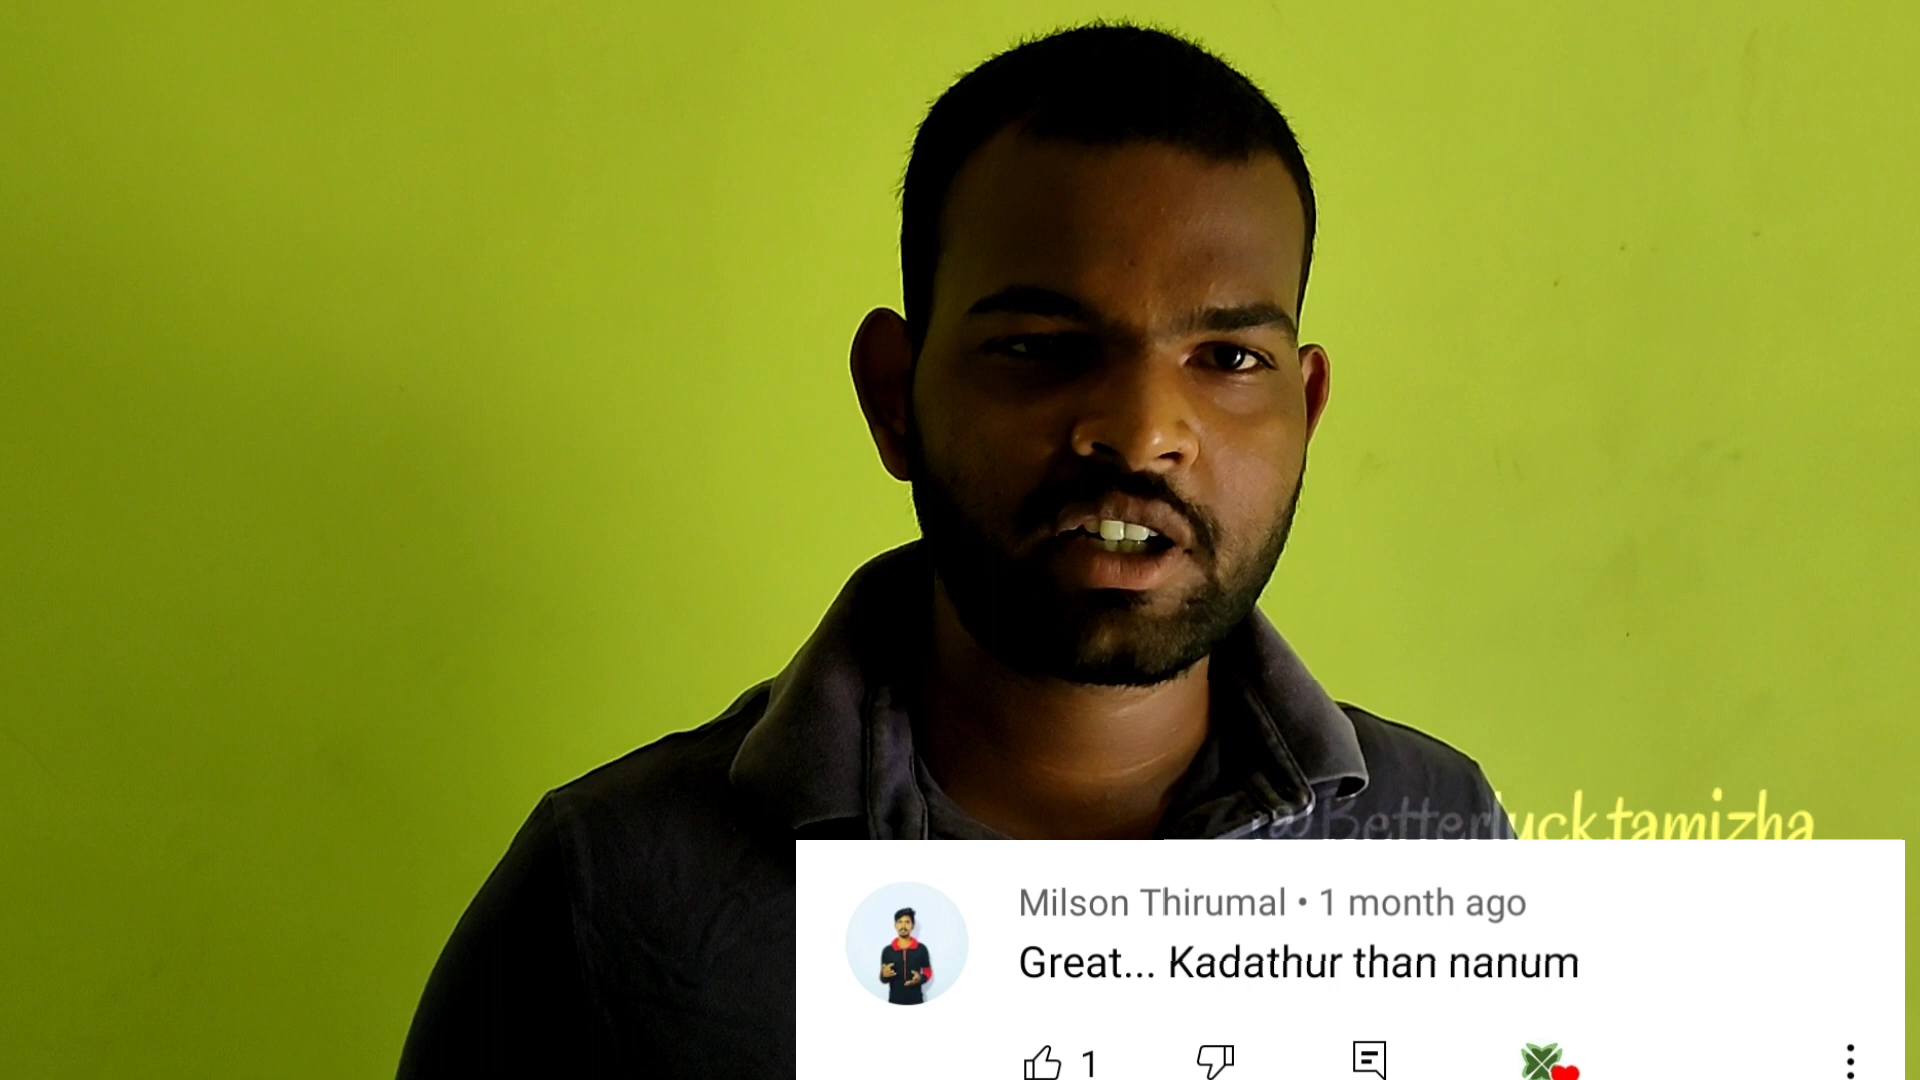 @Betterlucktamizha
Milson Thirumal • 1 month ago
Great... Kadathur than nanum
1